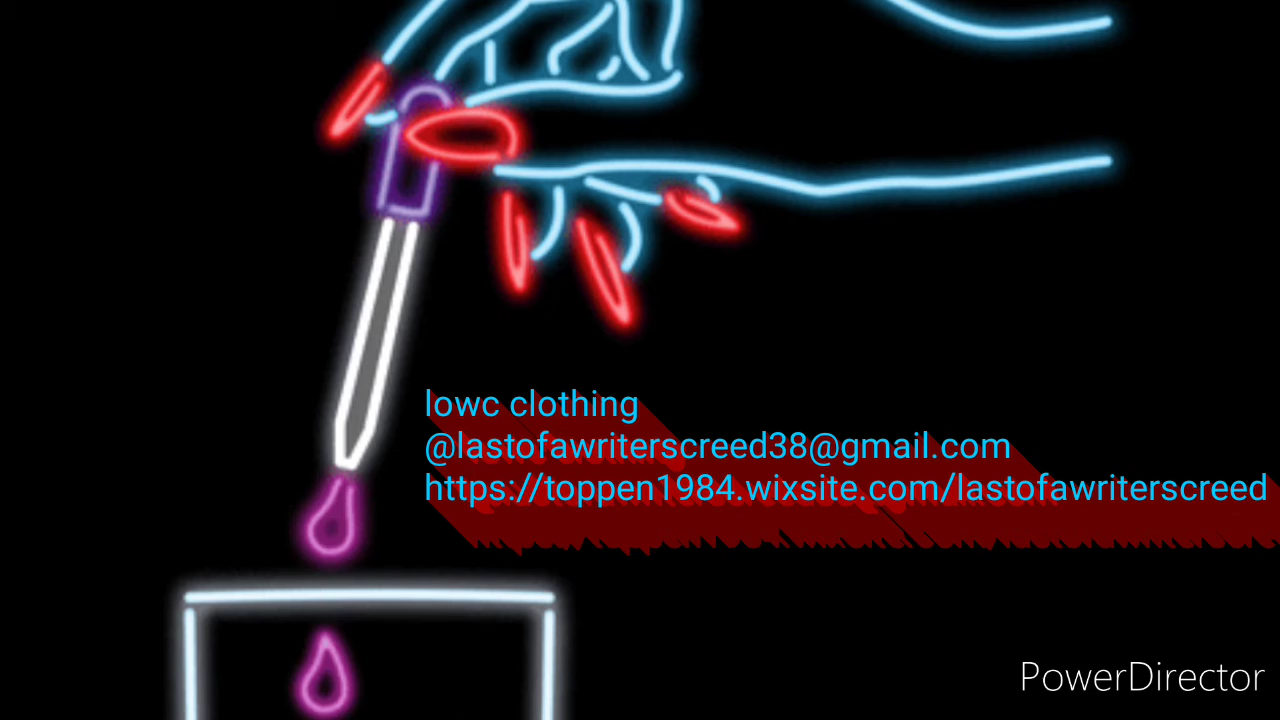 lowc clothing
@lastofawriterscreed38@gmail.com
https://toppen1984.wixsite.com/lastofawriterscreed
PowerDirector